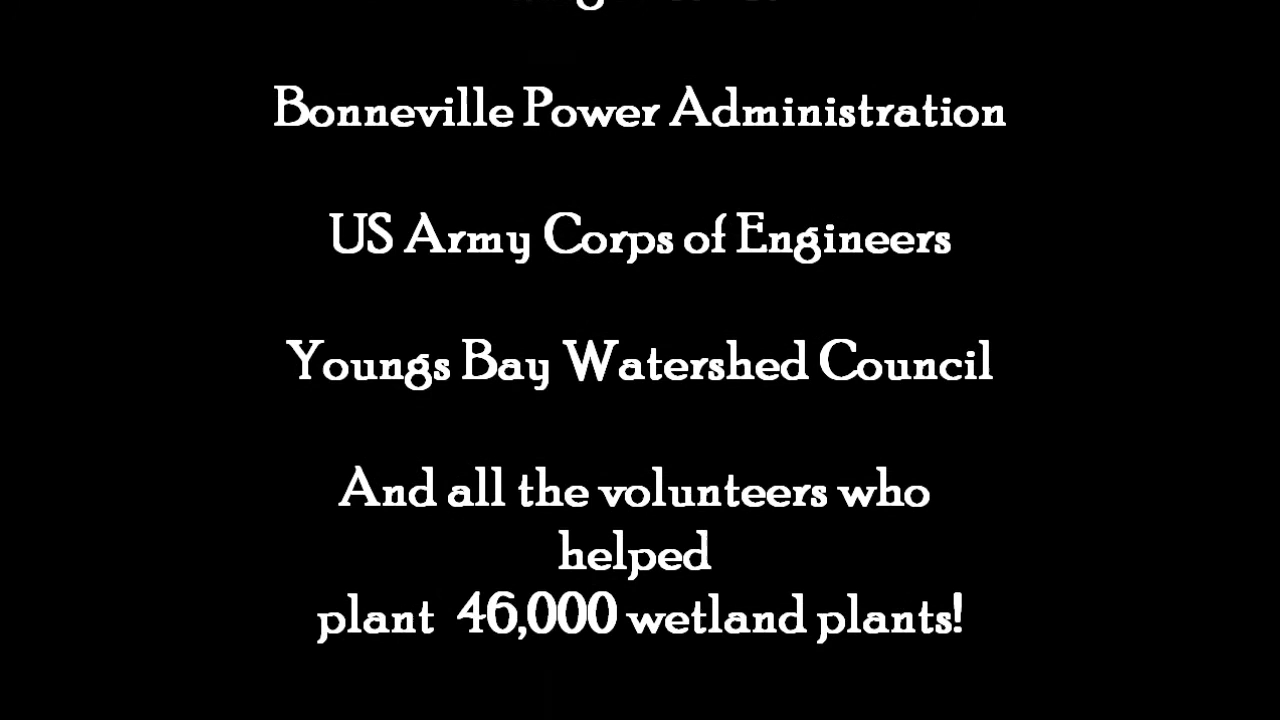 Bonneville Power Administration
US Army Corps of Engineers
Youngs Bay Watershed Council
And all the volunteers who
helped
plant 46,000 wetland plants!